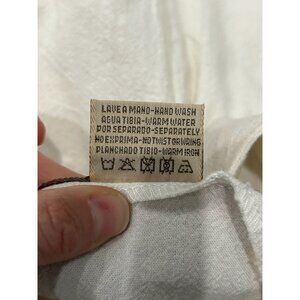 LAVE A MANO-HAND WASH
AGUA TIBIA-WARM WATER
POR SEPARADO-SEPARATELY
NO EXPRIMA-NOT TWIST OR WRING
PLANCHADO TIBIO-WARM IRON